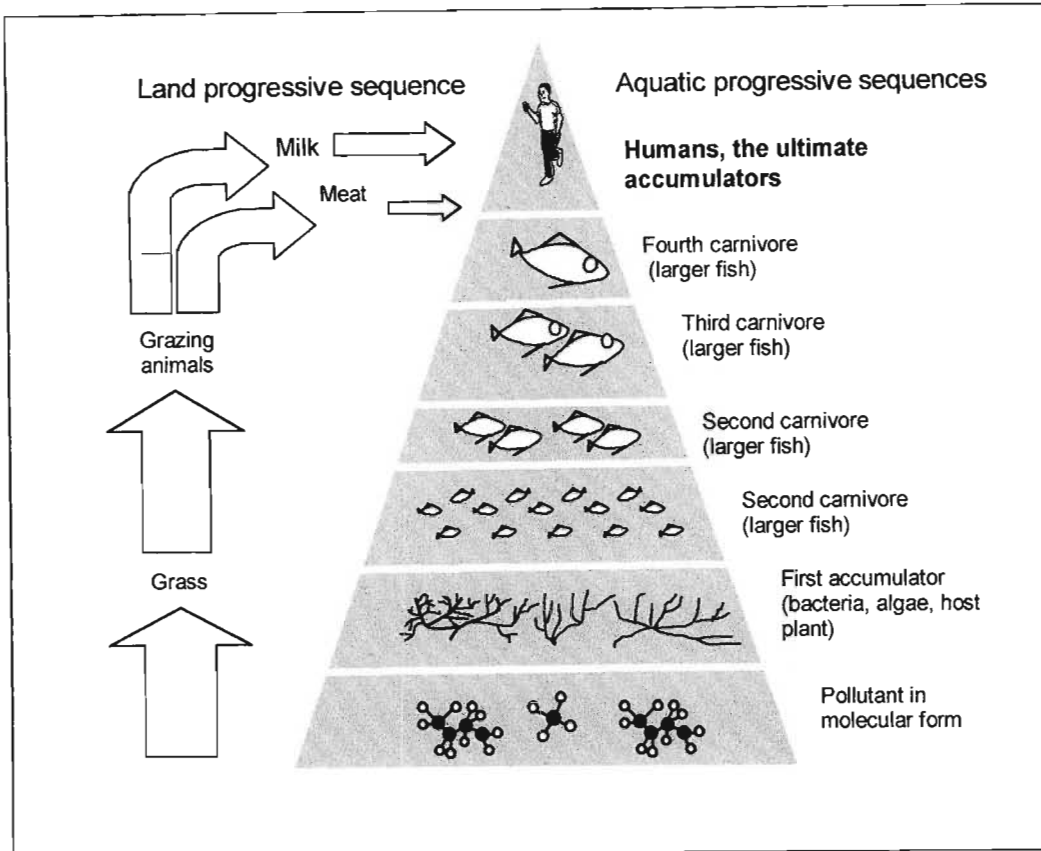 Land progressive sequence
Aquatic progressive sequences
Milk
Meat
Humans, the ultimate
accumulators
Fourth carnivore
(larger fish)
Third carnivore
(larger fish)
Grazing
animals
Second carnivore
(larger fish)
Second carnivore
(larger fish)
Grass
First accumulator
(bacteria, algae, host
plant)
Pollutant in
molecular form